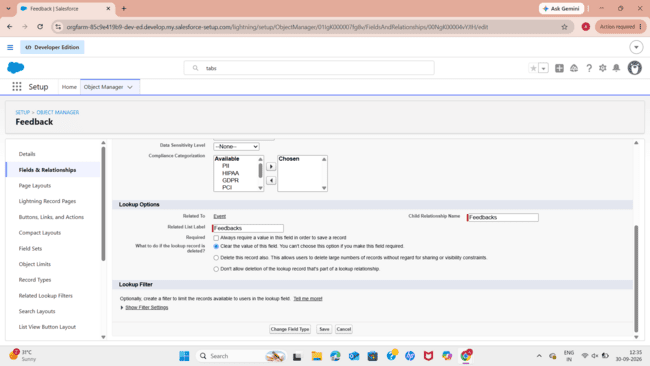 Feedback | Salesforce
Ask Gemini
orgfarm-85c9e419b9-dev-ed.develop.my.salesforce-setup.com/lightning/setup/ObjectManager/01IgK000007fg6v/FieldsAndRelationships/00NgK00004vYrlH/edit
Action required
Developer Edition
tabs
Setup
Home
Object Manager
SETUP > OBJECT MANAGER
Feedback
Details
Fields & Relationships
Page Layouts
Lightning Record Pages
Buttons, Links, and Actions
Compact Layouts
Field Sets
Object Limits
Record Types
Related Lookup Filters
Search Layouts
List View Button Layout
Data Sensitivity Level --None--
Compliance Categorization
Available
PII
HIPAA
GDPR
PCI
Chosen
Lookup Options
Related To Event
Child Relationship Name Feedbacks
Related List Label Feedbacks
Required Always require a value in this field in order to save a record
What to do if the lookup record is deleted?
Clear the value of this field. You can't choose this option if you make this field required.
Delete this record also. This allows users to delete large numbers of records without regard for sharing or visibility constraints.
Don't allow deletion of the lookup record that's part of a lookup relationship.
Lookup Filter
Optionally, create a filter to limit the records available to users in the lookup field. Tell me more!
Show Filter Settings
Change Field Type Save Cancel
31°C
Sunny
Search
ENG
IN
12:35
30-09-2026